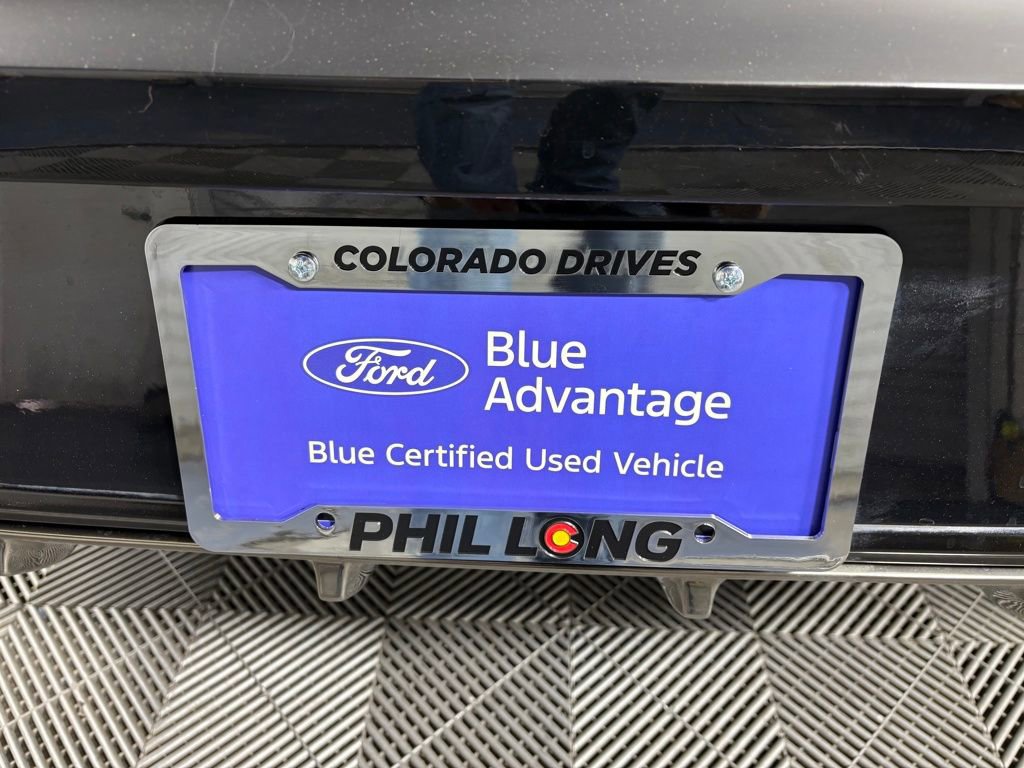 COLORADO DRIVES
Ford
Blue
Advantage
Blue Certified Used Vehicle
PHIL LONG